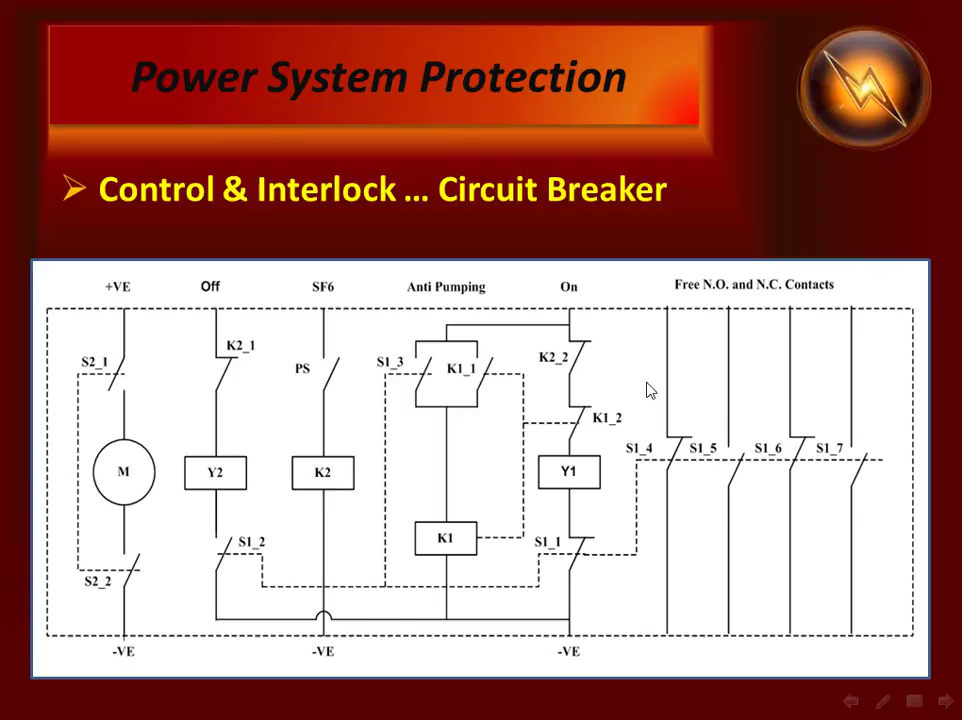 Power System Protection
Control & Interlock ... Circuit Breaker
+VE Off SF6 Anti Pumping On Free N.O. and N.C. Contacts
K2_1
S2_1 PS S1_3 K1_1 K2_2
K1_2
S1_4 S1_5 S1_6 S1_7
M Y2 K2 Y1
S1_2 K1 S1_1
S2_2
-VE -VE -VE